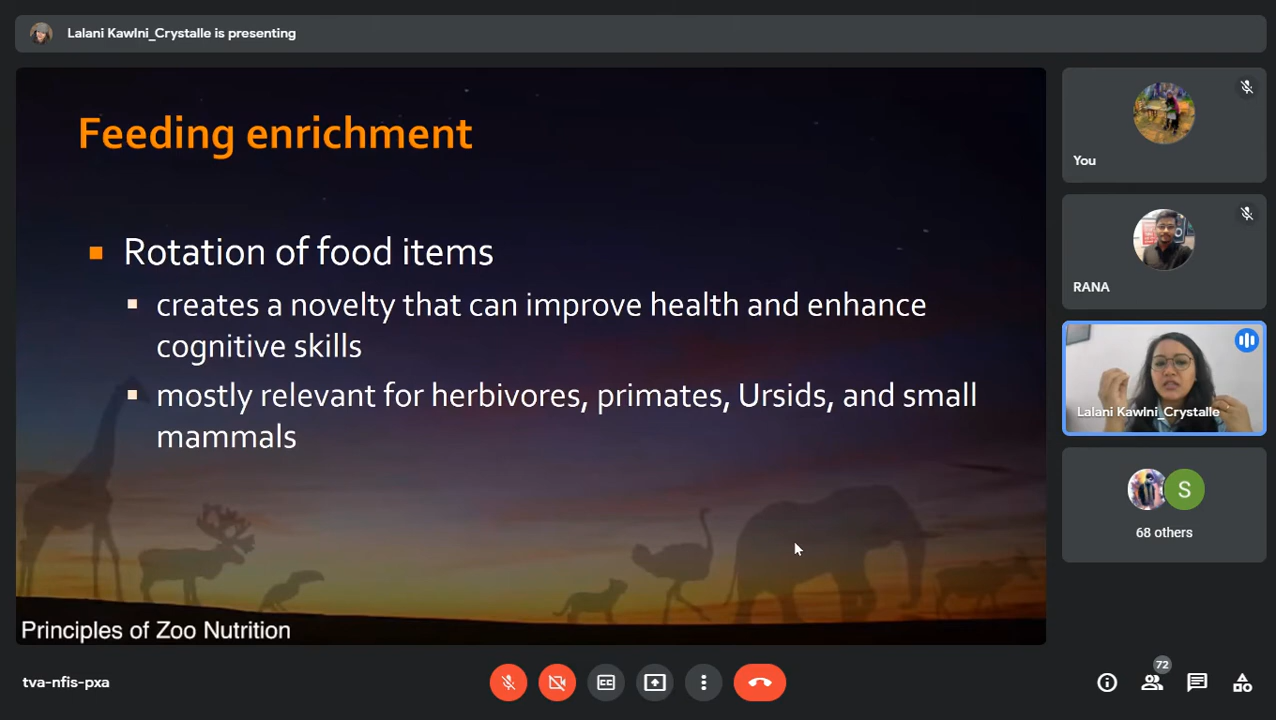 Lalani Kawlni_Crystalle is presenting
Feeding enrichment
Rotation of food items
creates a novelty that can improve health and enhance
cognitive skills
mostly relevant for herbivores, primates, Ursids, and small
mammals
Principles of Zoo Nutrition
You
RANA
Lalani Kawlni_Crystalle
S
68 others
tva-nfis-pxa
CC
72